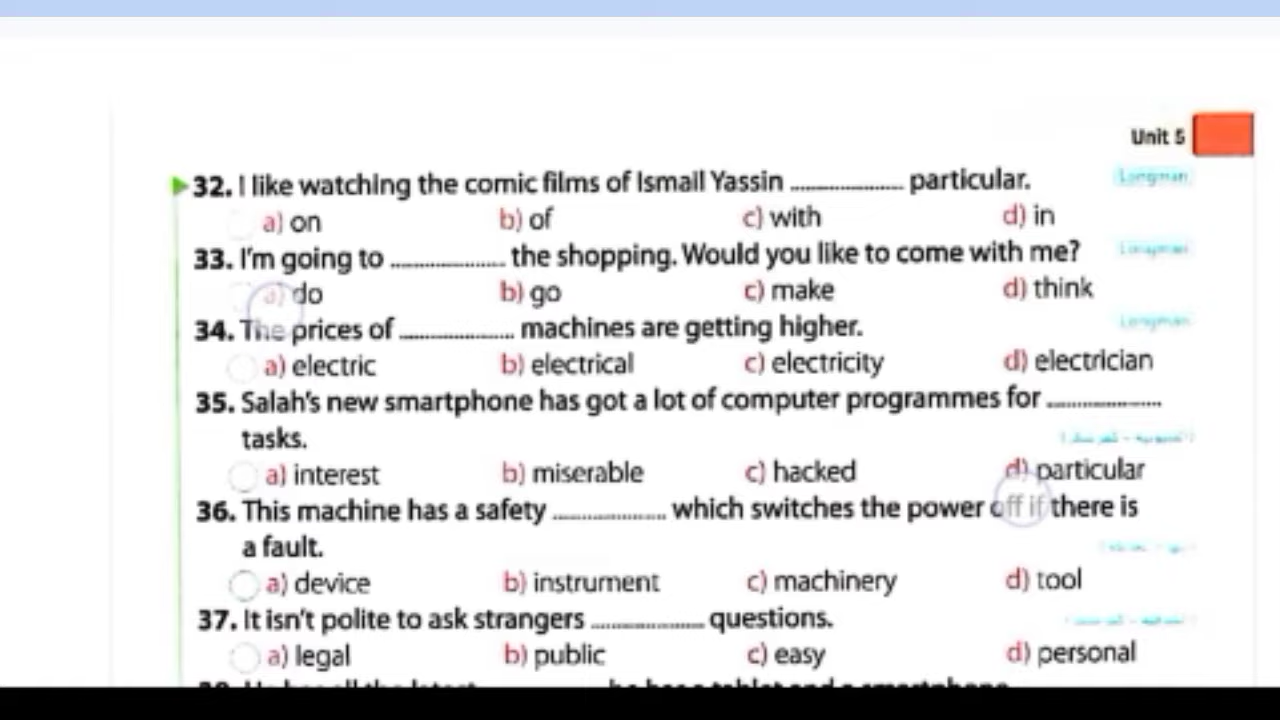 Unit 5
32. I like watching the comic films of Ismail Yassin .................... particular. Longman
a) on b) of c) with d) in
33. I'm going to .................... the shopping. Would you like to come with me? Longman
a) do b) go c) make d) think
34. The prices of .................... machines are getting higher. Longman
a) electric b) electrical c) electricity d) electrician
35. Salah's new smartphone has got a lot of computer programmes for ....................
tasks.
a) interest b) miserable c) hacked d) particular
36. This machine has a safety .................... which switches the power off if there is
a fault.
a) device b) instrument c) machinery d) tool
37. It isn't polite to ask strangers .................... questions.
a) legal b) public c) easy d) personal